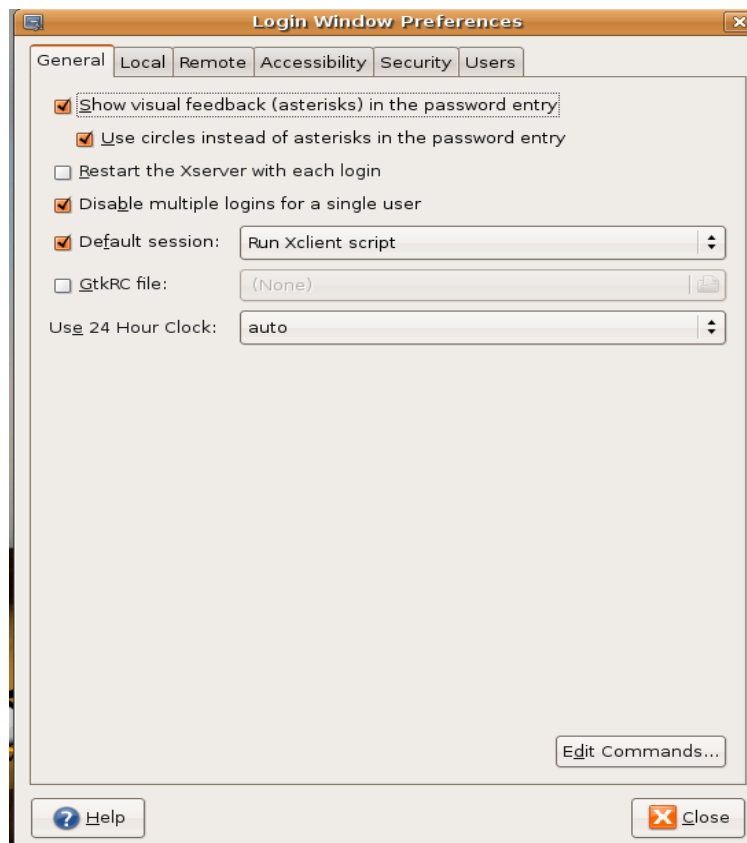 Login Window Preferences
General Local Remote Accessibility Security Users
Show visual feedback (asterisks) in the password entry
Use circles instead of asterisks in the password entry
Restart the Xserver with each login
Disable multiple logins for a single user
Default session: Run Xclient script
GtkRC file: (None)
Use 24 Hour Clock: auto
Edit Commands...
Help Close